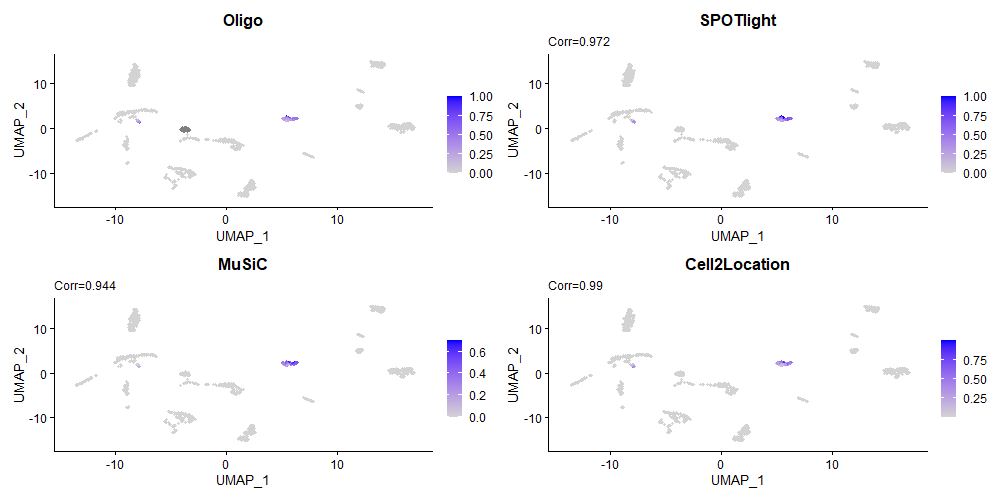 Oligo
UMAP_2
10
0
-10
-10
0
10
UMAP_1
1.00
0.75
0.50
0.25
0.00
SPOTlight
Corr=0.972
UMAP_2
10
0
-10
-10
0
10
UMAP_1
1.00
0.75
0.50
0.25
0.00
MuSiC
Corr=0.944
UMAP_2
10
0
-10
-10
0
10
UMAP_1
0.6
0.4
0.2
0.0
Cell2Location
Corr=0.99
UMAP_2
10
0
-10
-10
0
10
UMAP_1
0.75
0.50
0.25